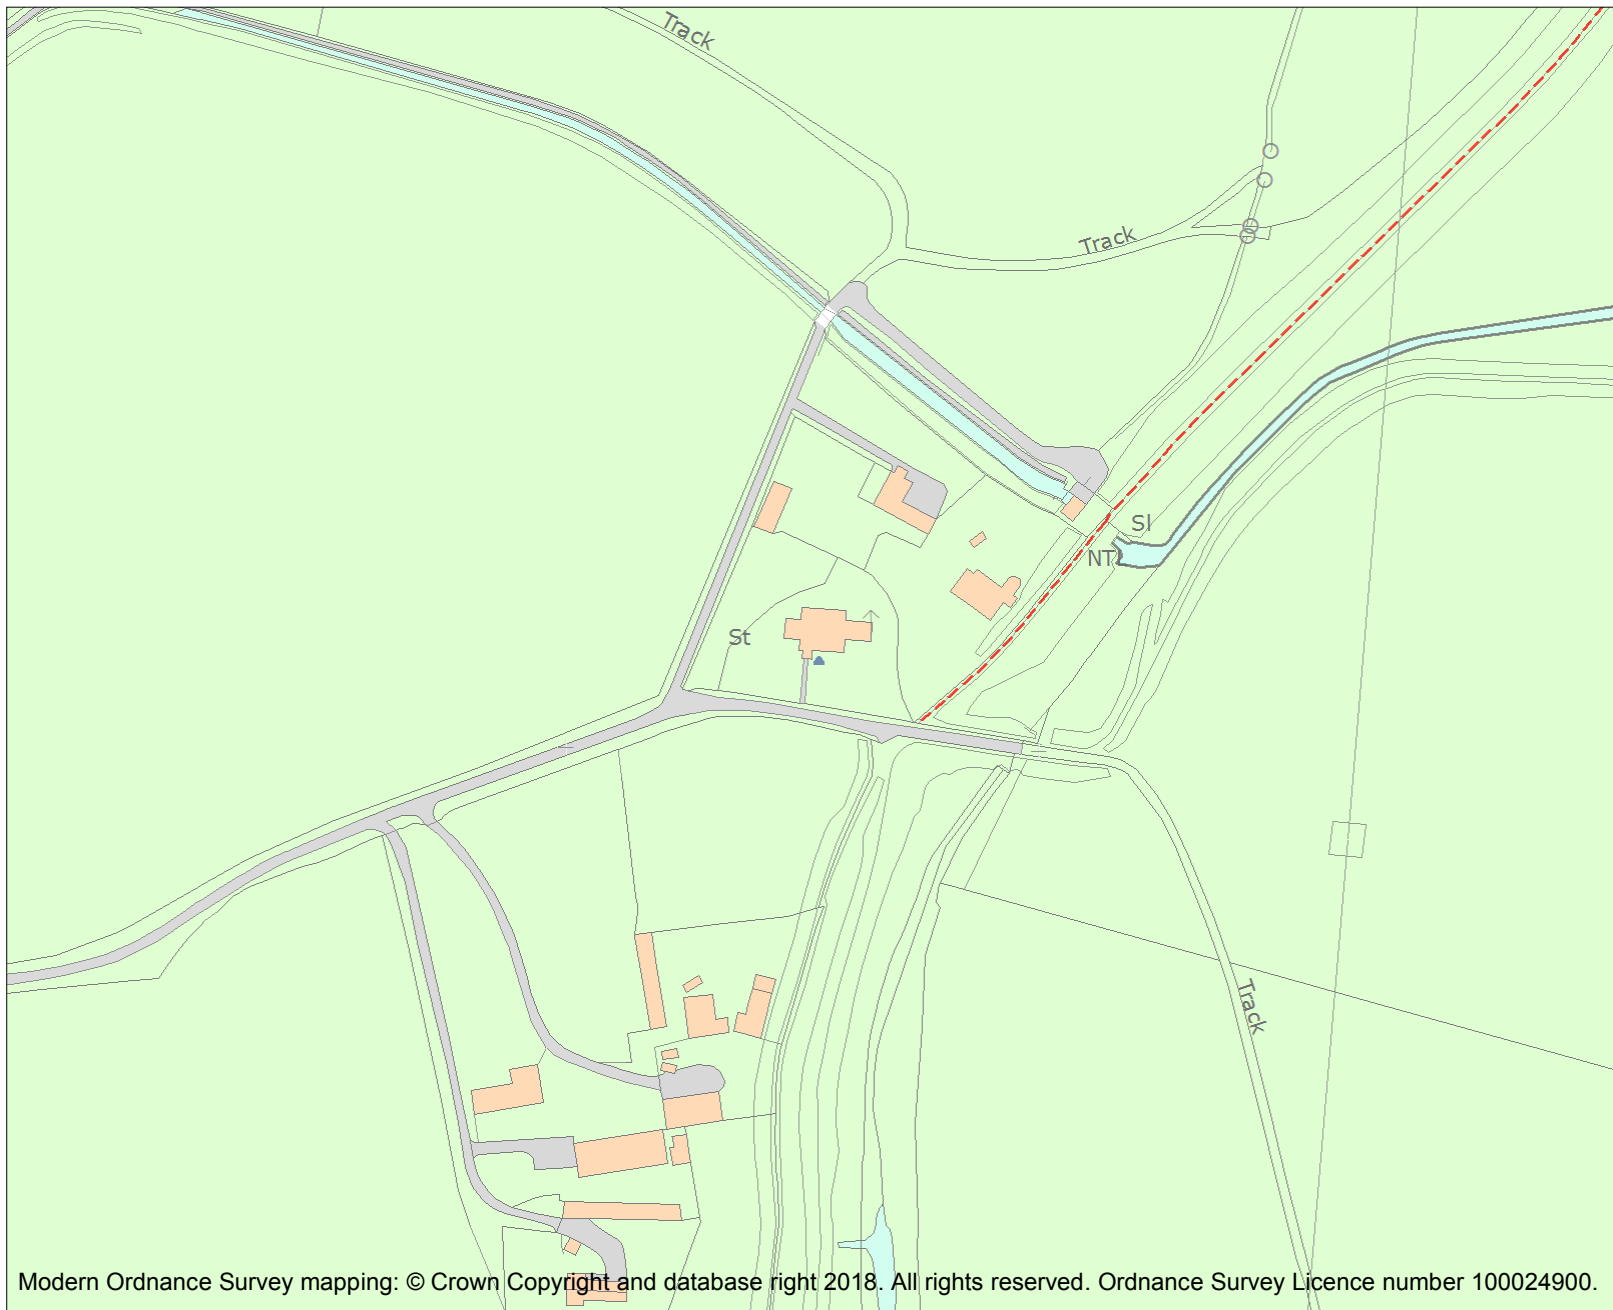 Track
Track
Sl
NT
St
Track
Modern Ordnance Survey mapping: © Crown Copyright and database right 2018. All rights reserved. Ordnance Survey Licence number 100024900.